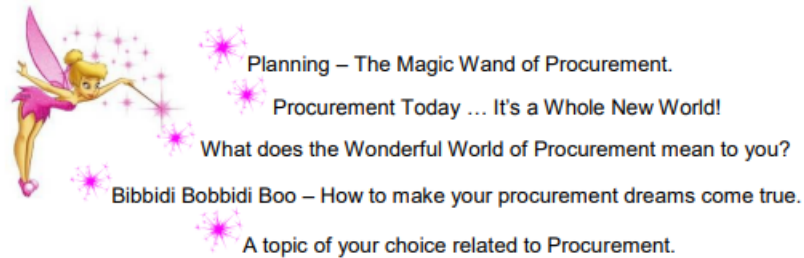 Planning – The Magic Wand of Procurement.
Procurement Today … It's a Whole New World!
What does the Wonderful World of Procurement mean to you?
Bibbidi Bobbidi Boo – How to make your procurement dreams come true.
A topic of your choice related to Procurement.